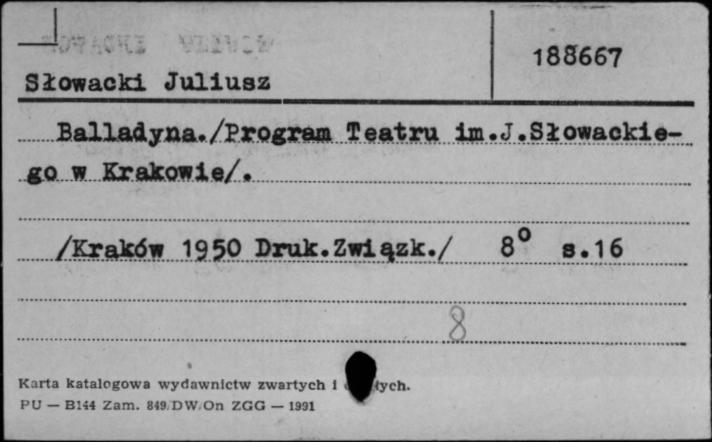 188667
Słowacki Juliusz
Balladyna./Program Teatru im.J.Słowackie-
go w Krakowie/.
/Kraków 1950 Druk.Związk./ 8° s.16
8
Karta katalogowa wydawnictw zwartych i
PU — B144 Zam. 849/DW/On ZGG — 1991